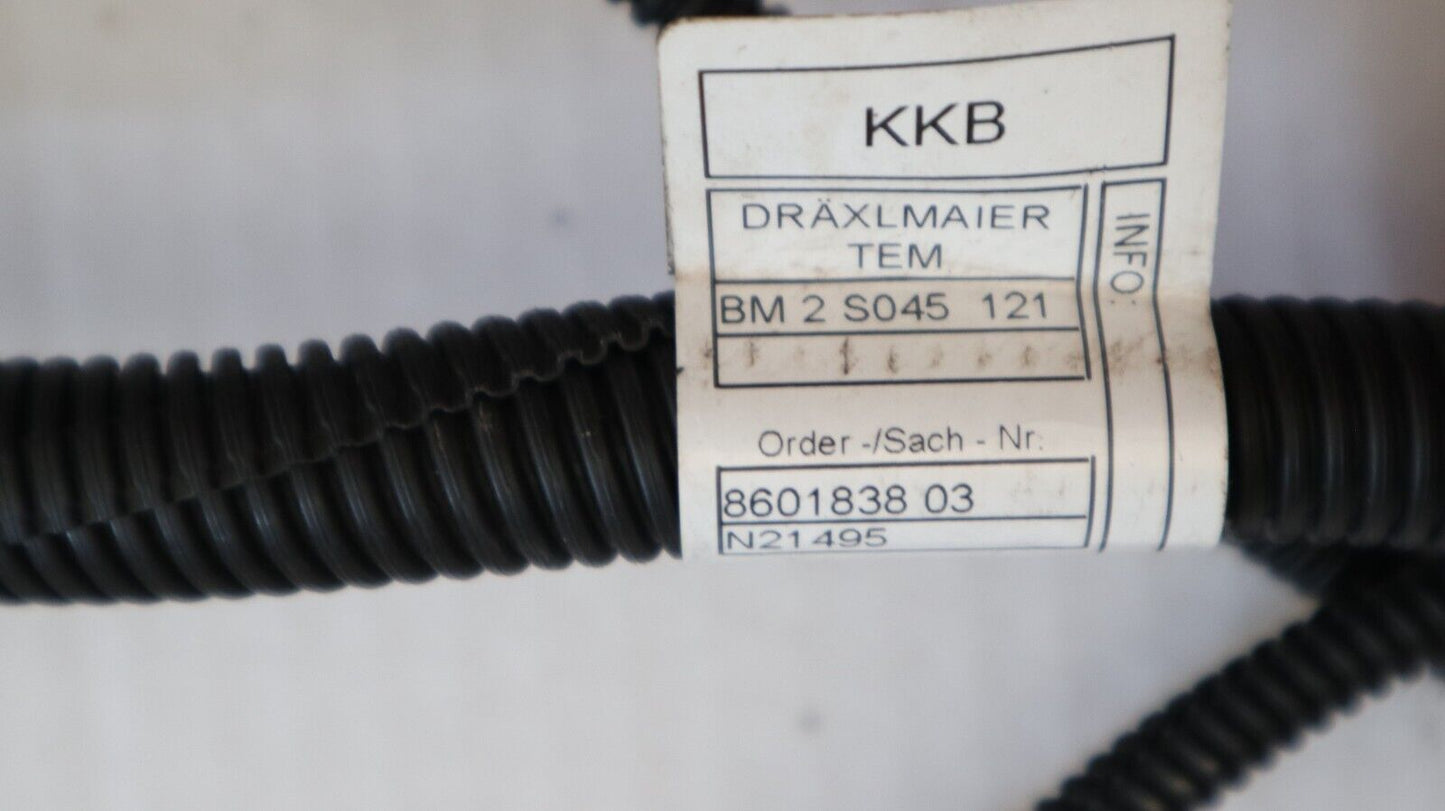 KKB
DRÄXLMAIER
TEM
INFO:
BM 2 S045 121
Order -/Sach - Nr.
8601838 03
N21495